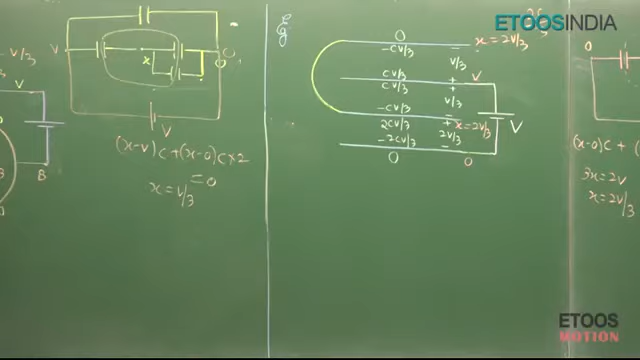 ETOOSINDIA
V/3
V
B
V
x
0
V
(x-V)C+(x-0)C×2
=0
x=V/3
Eg
0
-CV/3
-
x=2V/3
V/3
CV/3
+
V
CV/3
+
V/3
-CV/3
-
x=2V/3
2CV/3
+
2V/3
V
-2CV/3
-
0
0
0
(x-0)C +
3x=2V
x=2V/3
ETOOS
MOTION